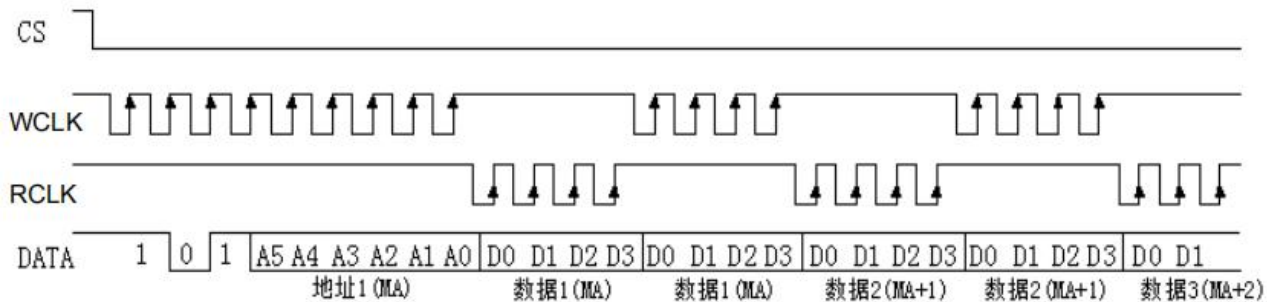 CS
WCLK
RCLK
DATA 1 0 1 A5 A4 A3 A2 A1 A0 D0 D1 D2 D3 D0 D1 D2 D3 D0 D1 D2 D3 D0 D1 D2 D3 D0 D1
地址1(MA) 数据1(MA) 数据1(MA) 数据2(MA+1) 数据2(MA+1) 数据3(MA+2)